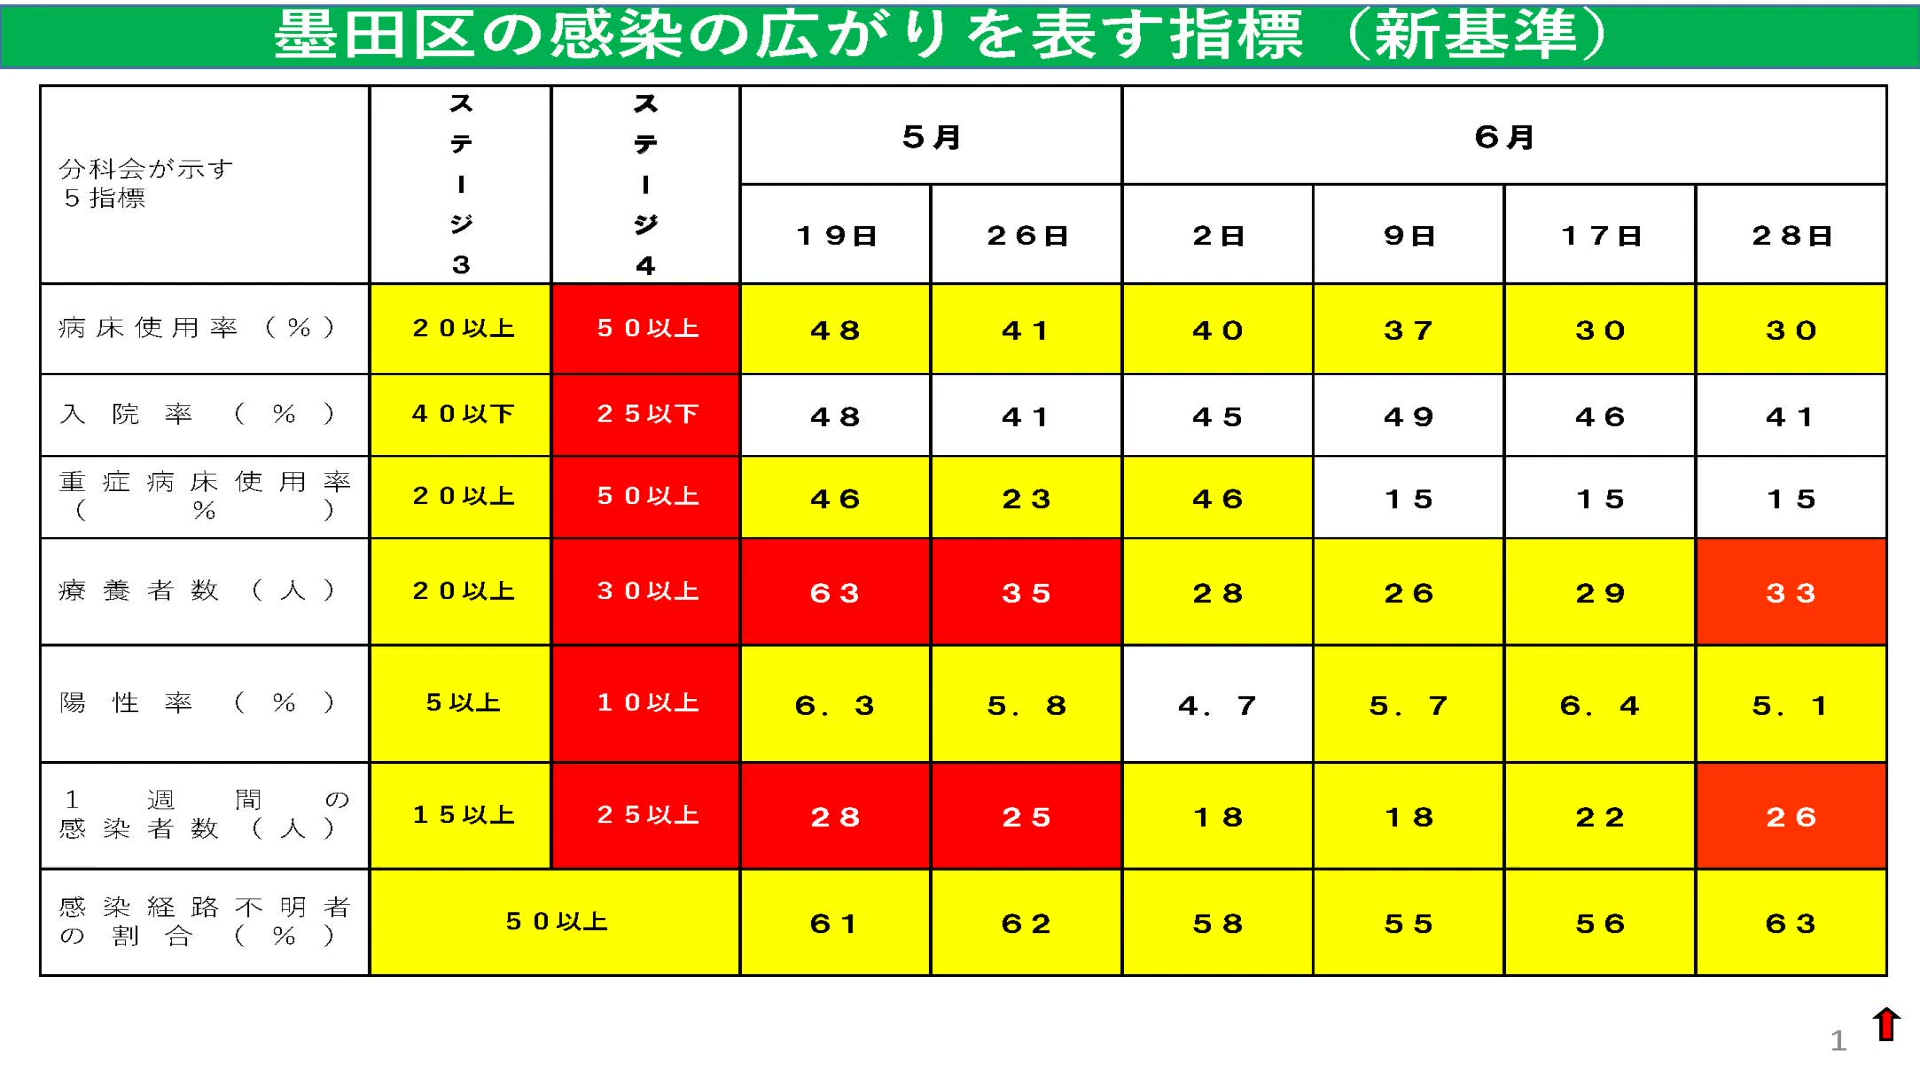 墨田区の感染の広がりを表す指標（新基準）
分科会が示す
５指標
ステージ３
ステージ４
５月
６月
１９日
２６日
２日
９日
１７日
２８日
病床使用率（％）
２０以上
５０以上
４８
４１
４０
３７
３０
３０
入院率（％）
４０以下
２５以下
４８
４１
４５
４９
４６
４１
重症病床使用率
（％）
２０以上
５０以上
４６
２３
４６
１５
１５
１５
療養者数（人）
２０以上
３０以上
６３
３５
２８
２６
２９
３３
陽性率（％）
５以上
１０以上
６．３
５．８
４．７
５．７
６．４
５．１
１週間の
感染者数（人）
１５以上
２５以上
２８
２５
１８
１８
２２
２６
感染経路不明者
の割合（％）
５０以上
６１
６２
５８
５５
５６
６３
1